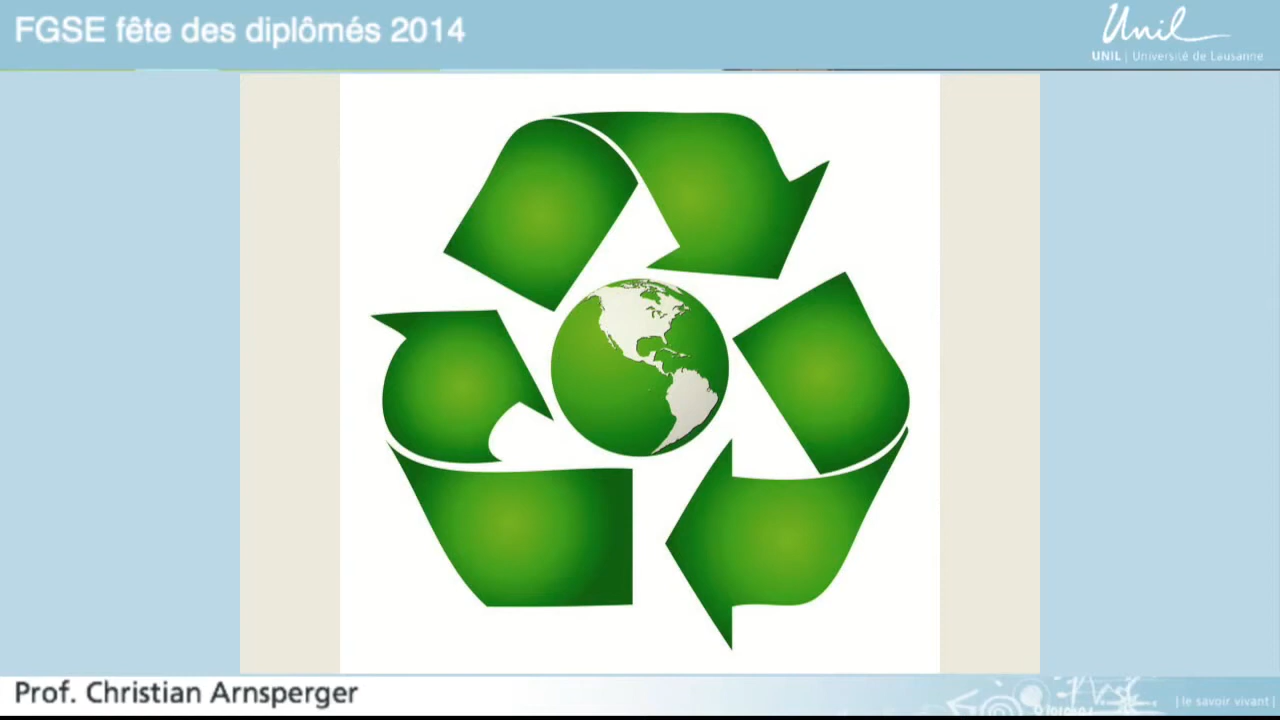 FGSE fête des diplômés 2014
Unil
UNIL | Université de Lausanne
Prof. Christian Arnsperger
| le savoir vivant |